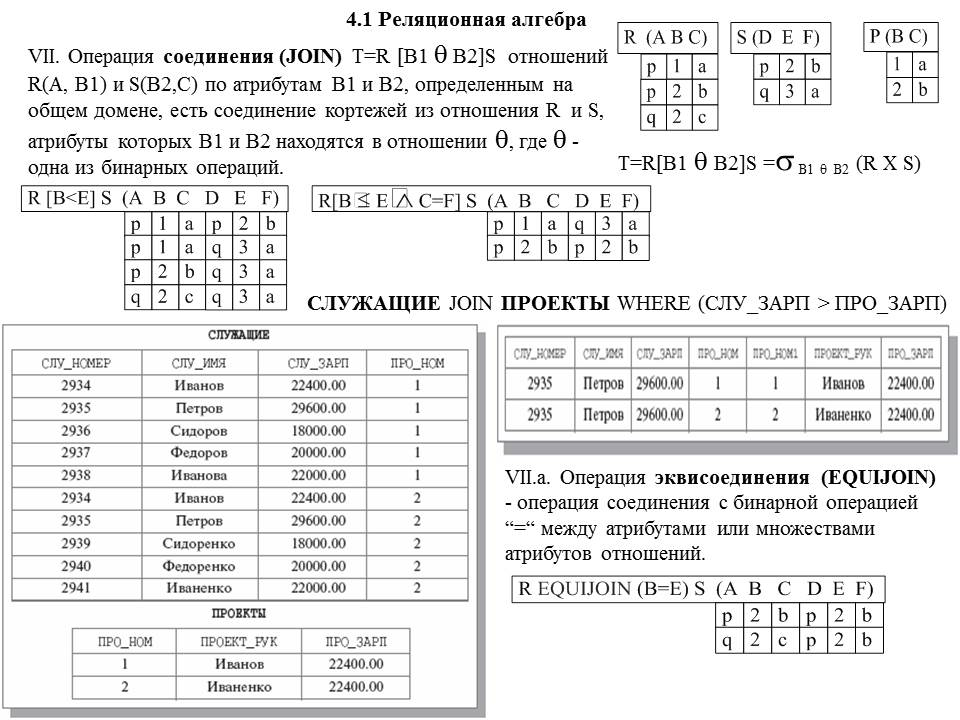 4.1 Реляционная алгебра
VII. Операция соединения (JOIN) T=R [B1 θ B2]S отношений
R(A, B1) и S(B2,C) по атрибутам B1 и B2, определенным на
общем домене, есть соединение кортежей из отношения R и S,
атрибуты которых B1 и B2 находятся в отношении θ, где θ -
одна из бинарных операций.
R (A B C)
p 1 a
p 2 b
q 2 c
S (D E F)
p 2 b
q 3 a
P (B C)
1 a
2 b
T=R[B1 θ B2]S =σ B1 θ B2 (R X S)
R [B<E] S (A B C D E F)
p 1 a p 2 b
p 1 a q 3 a
p 2 b q 3 a
q 2 c q 3 a
R[B ≤ E ∧ C=F] S (A B C D E F)
p 1 a q 3 a
p 2 b p 2 b
СЛУЖАЩИЕ JOIN ПРОЕКТЫ WHERE (СЛУ_ЗАРП > ПРО_ЗАРП)
СЛУЖАЩИЕ
СЛУ_НОМЕР СЛУ_ИМЯ СЛУ_ЗАРП ПРО_НОМ
2934 Иванов 22400.00 1
2935 Петров 29600.00 1
2936 Сидоров 18000.00 1
2937 Федоров 20000.00 1
2938 Иванова 22000.00 1
2934 Иванов 22400.00 2
2935 Петров 29600.00 2
2939 Сидоренко 18000.00 2
2940 Федоренко 20000.00 2
2941 Иваненко 22000.00 2
ПРОЕКТЫ
ПРО_НОМ ПРОЕКТ_РУК ПРО_ЗАРП
1 Иванов 22400.00
2 Иваненко 22400.00
СЛУ_НОМЕР СЛУ_ИМЯ СЛУ_ЗАРП ПРО_НОМ ПРО_НОМ1 ПРОЕКТ_РУК ПРО_ЗАРП
2935 Петров 29600.00 1 1 Иванов 22400.00
2935 Петров 29600.00 2 2 Иваненко 22400.00
VII.a. Операция эквисоединения (EQUIJOIN)
- операция соединения с бинарной операцией
“=“ между атрибутами или множествами
атрибутов отношений.
R EQUIJOIN (B=E) S (A B C D E F)
p 2 b p 2 b
q 2 c p 2 b